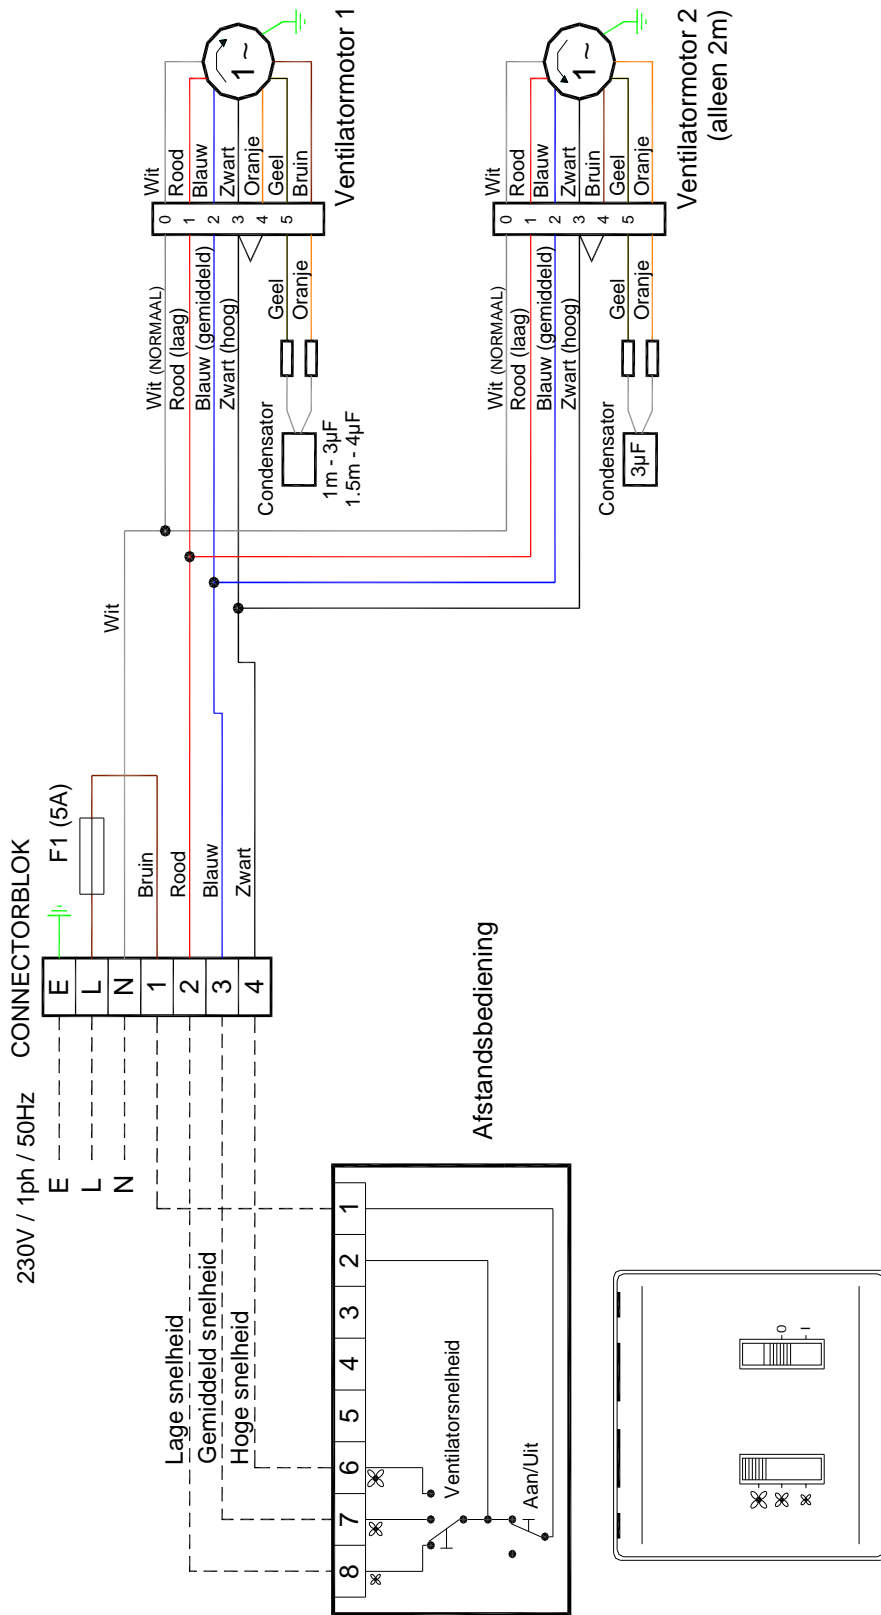 230V / 1ph / 50Hz
CONNECTORBLOK
E
L
N
E
L
N
1
2
3
4
F1 (5A)
Wit
Bruin
Rood
Blauw
Zwart
Wit (NORMAAL)
Rood (laag)
Blauw (gemiddeld)
Zwart (hoog)
Geel
Oranje
Condensator
1m - 3µF
1.5m - 4µF
0
1
2
3
4
5
Wit
Rood
Blauw
Zwart
Oranje
Geel
Bruin
1 ~
Ventilatormotor 1
Wit (NORMAAL)
Rood (laag)
Blauw (gemiddeld)
Zwart (hoog)
Geel
Oranje
Condensator
3µF
0
1
2
3
4
5
Wit
Rood
Blauw
Zwart
Bruin
Geel
Oranje
1 ~
Ventilatormotor 2
(alleen 2m)
Lage snelheid
Gemiddeld snelheid
Hoge snelheid
Afstandsbediening
8
7
6
5
4
3
2
1
Ventilatorsnelheid
Aan/Uit
0
I